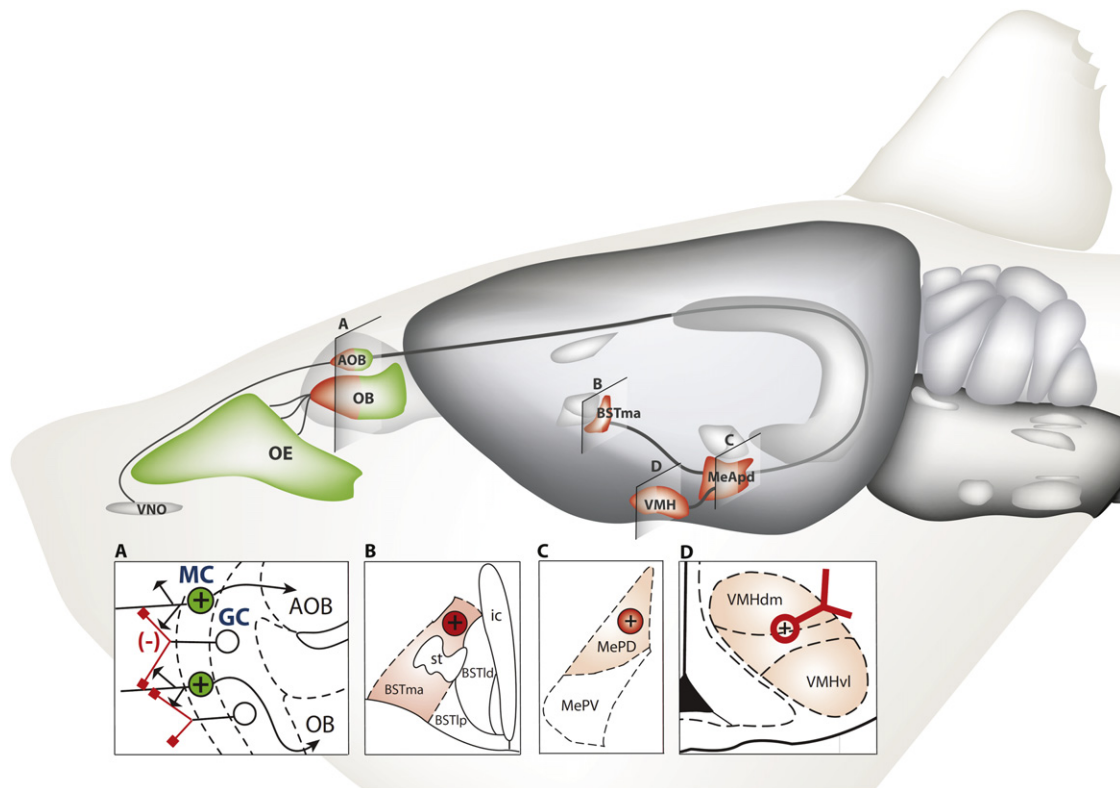 A
AOB
OB
OE
VNO
B
BSTma
C
MeApd
D
VMH
A
MC
+
AOB
GC
(-)
+
OB
B
+
ic
st
BSTld
BSTma
BSTlp
C
+
MePD
MePV
D
VMHdm
+
VMHvl